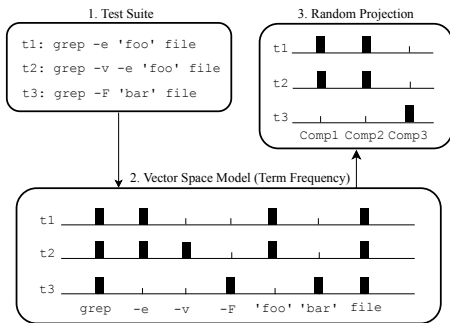 1. Test Suite
t1: grep -e 'foo' file
t2: grep -v -e 'foo' file
t3: grep -F 'bar' file
3. Random Projection
t1
t2
t3
Comp1 Comp2 Comp3
2. Vector Space Model (Term Frequency)
t1
t2
t3
grep -e -v -F 'foo' 'bar' file